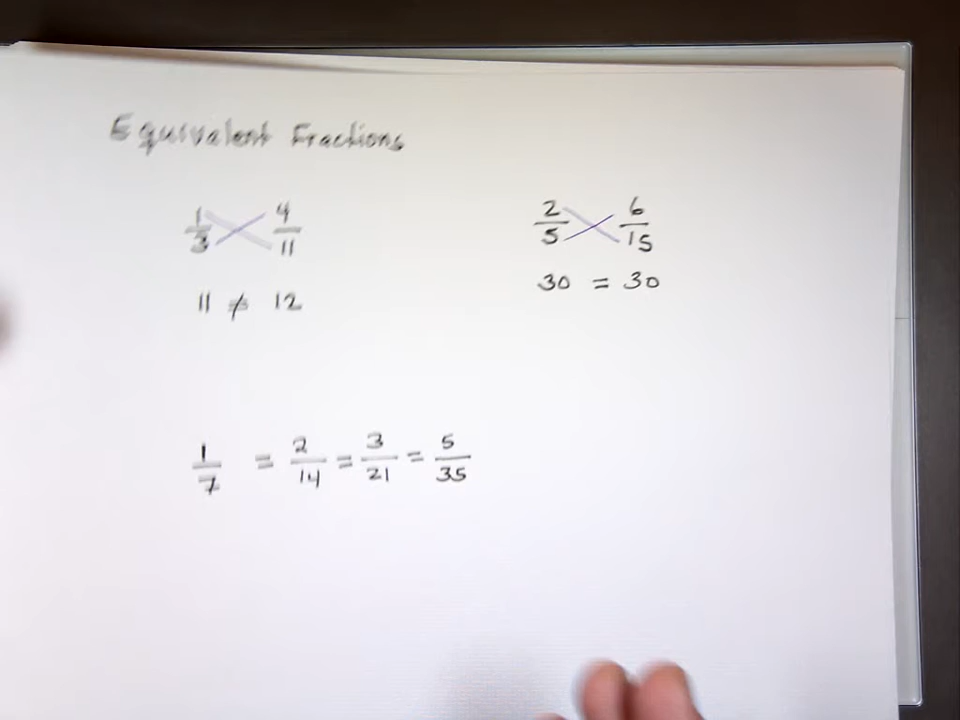 Equivalent Fractions
1/3 4/11 2/5 6/15
11 ≠ 12 30 = 30
1/7 = 2/14 = 3/21 = 5/35